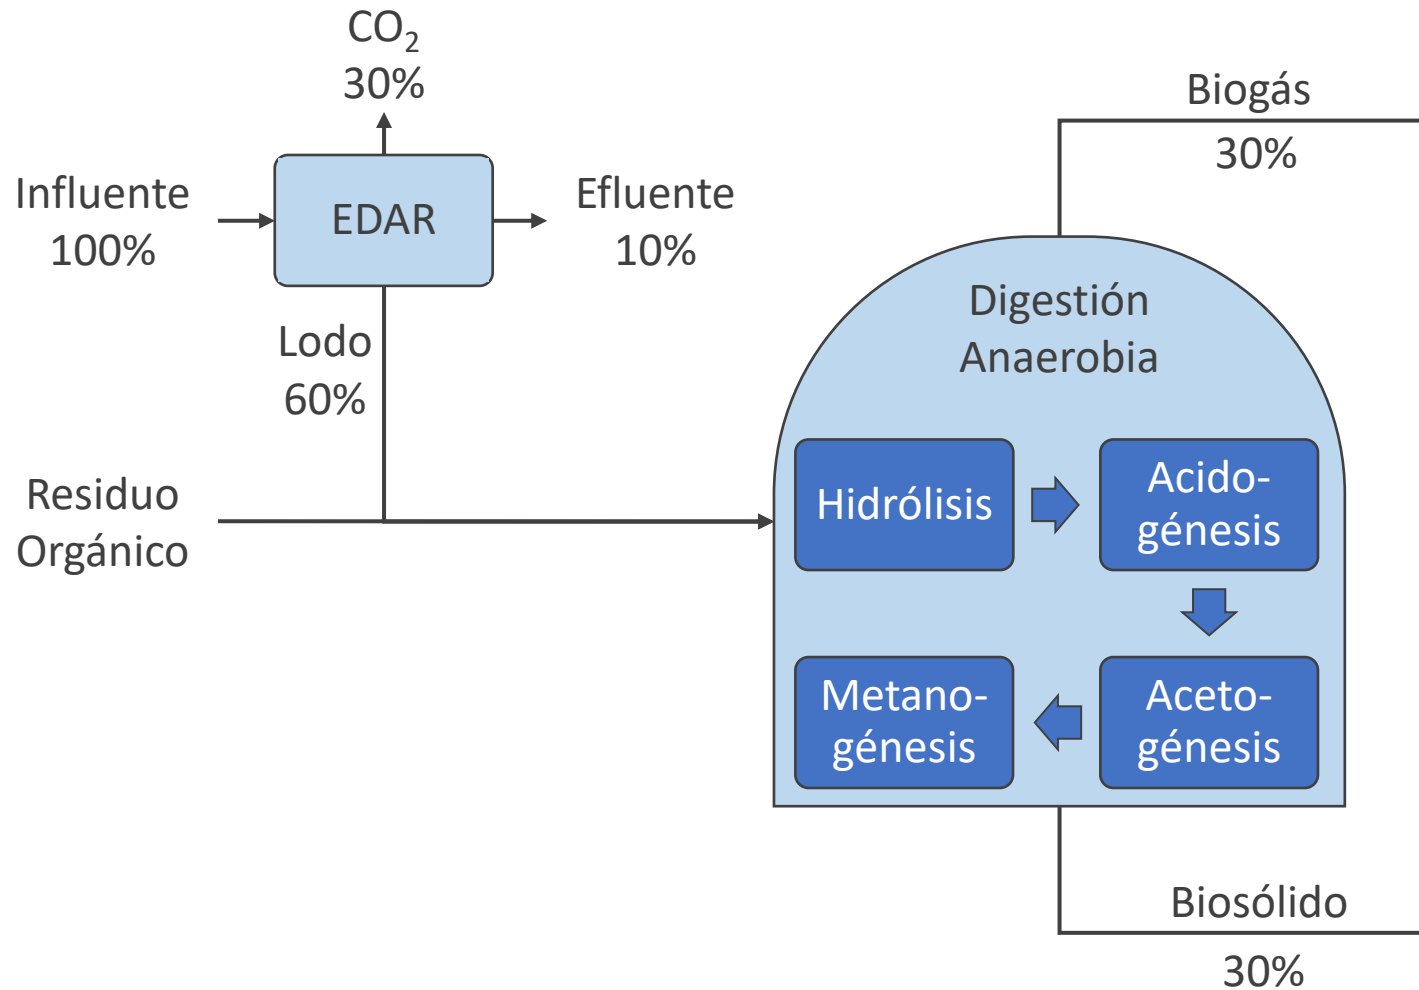 CO₂
30%
Influente
100%
EDAR
Efluente
10%
Lodo
60%
Residuo
Orgánico
Biogás
30%
Digestión
Anaerobia
Hidrólisis
Acido-
génesis
Metano-
génesis
Aceto-
génesis
Biosólido
30%